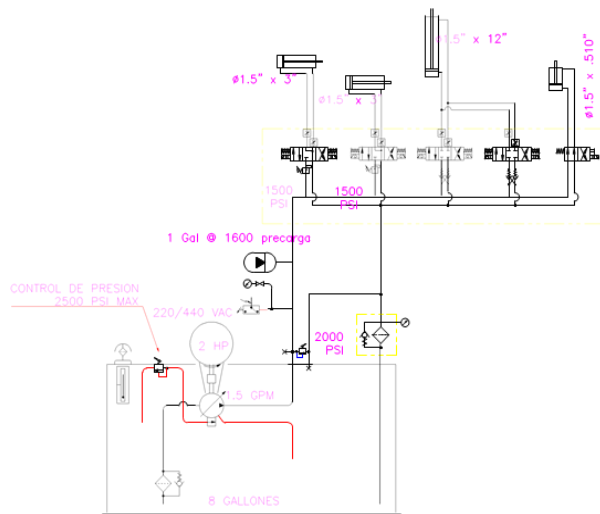 ø1.5" x 12"
ø1.5" x .510"
ø1.5" x 3"
ø1.5" x 3"
1500
PSI
1500
PSI
1 Gal @ 1600 precarga
CONTROL DE PRESION
2500 PSI MAX
220/440 VAC
2000
PSI
2 HP
1.5 GPM
8 GALLONES